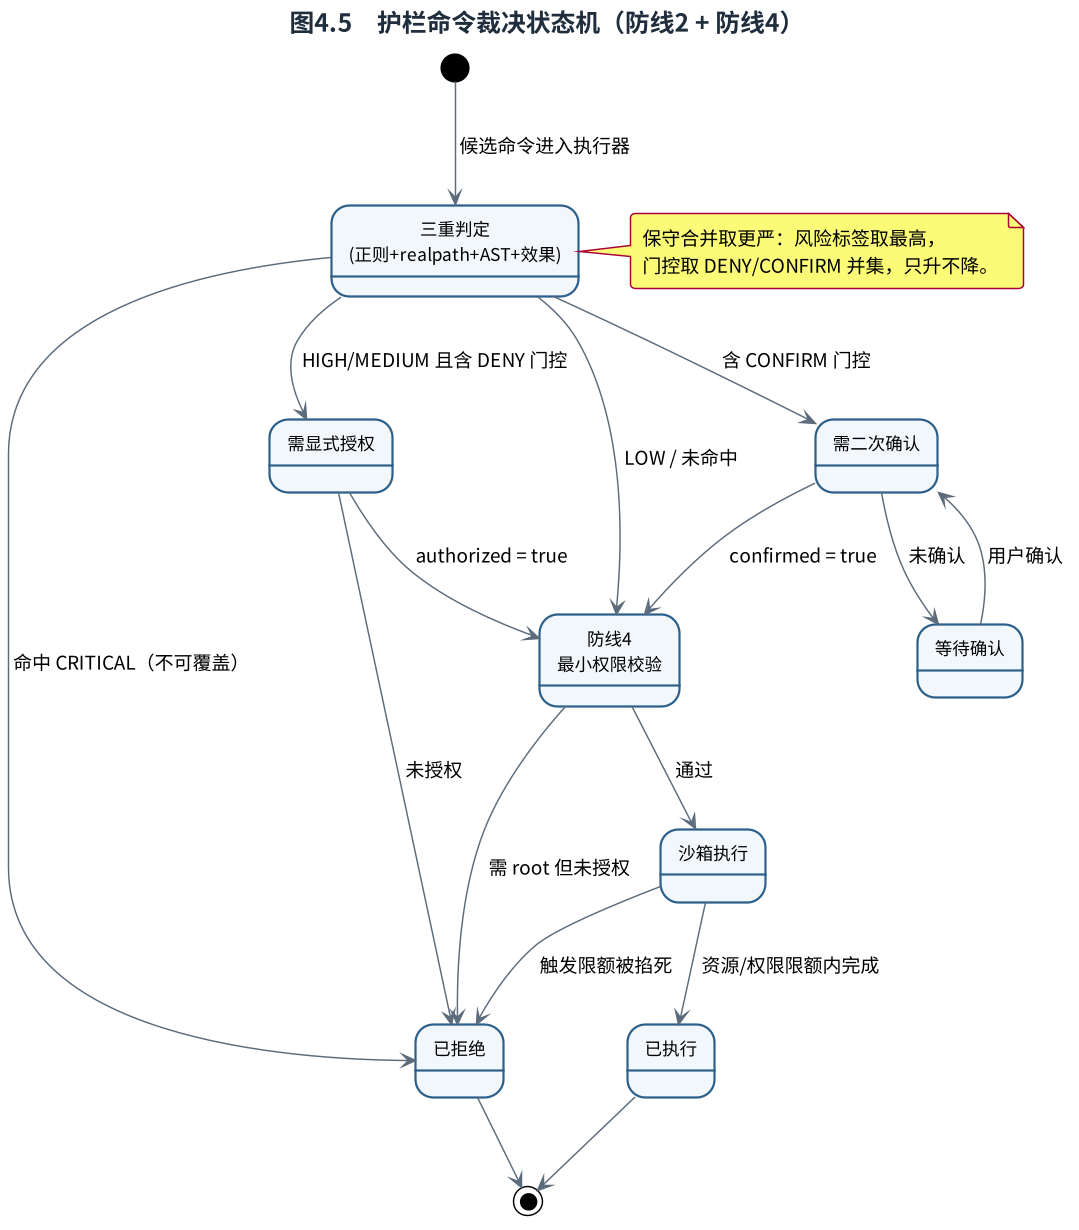 图4.5 护栏命令裁决状态机（防线2 + 防线4）
候选命令进入执行器
三重判定
(正则+realpath+AST+效果)
保守合并取更严：风险标签取最高，
门控取 DENY/CONFIRM 并集，只升不降。
HIGH/MEDIUM 且含 DENY 门控
含 CONFIRM 门控
需显式授权
LOW / 未命中
需二次确认
authorized = true
confirmed = true
未确认
用户确认
防线4
最小权限校验
等待确认
命中 CRITICAL（不可覆盖）
未授权
通过
需 root 但未授权
沙箱执行
触发限额被掐死
资源/权限限额内完成
已拒绝
已执行